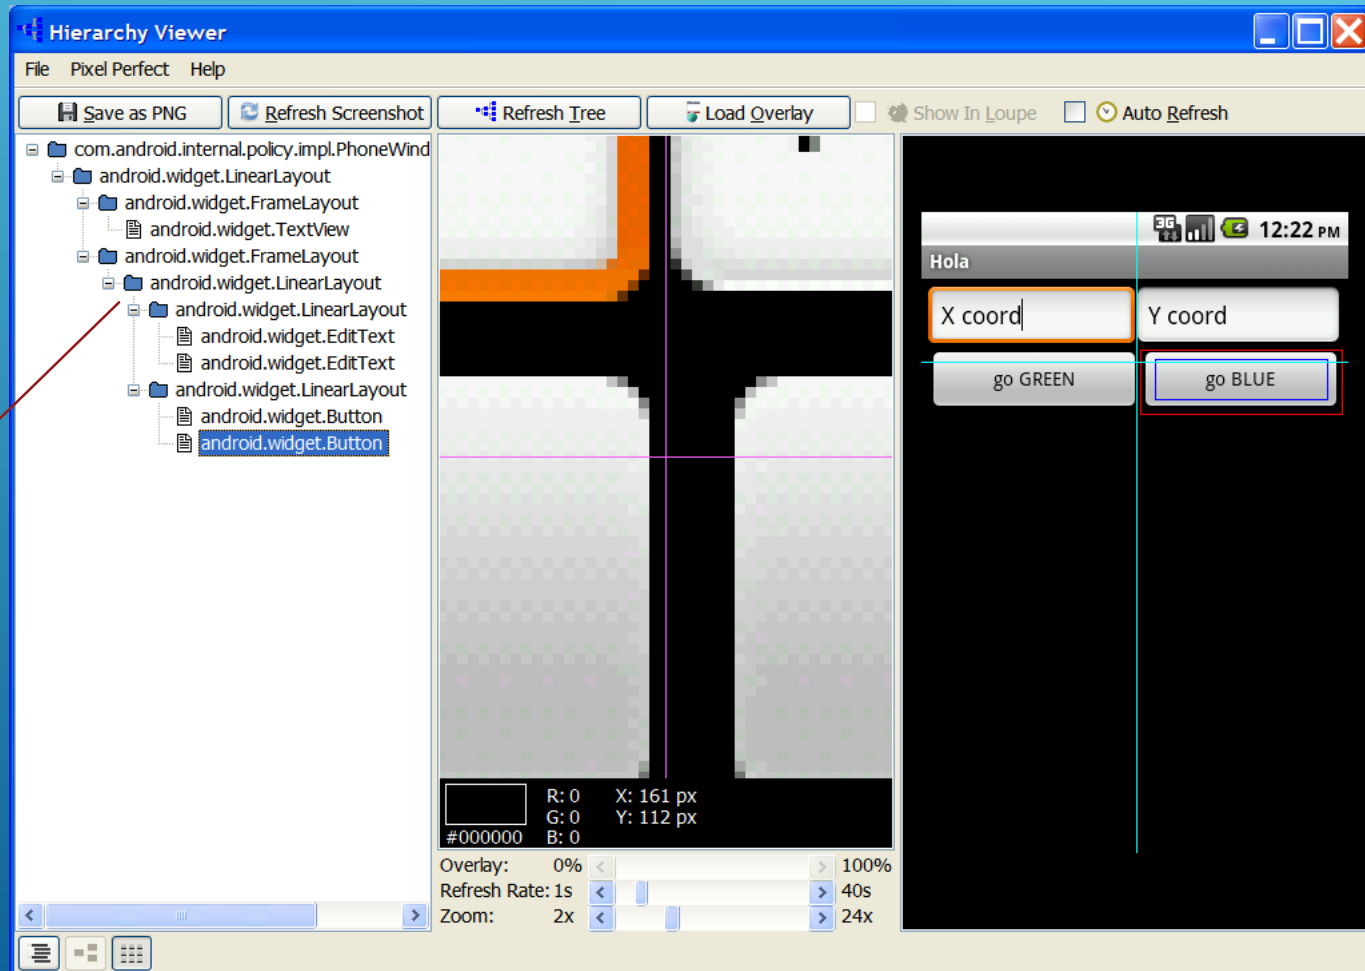 Hierarchy Viewer
File Pixel Perfect Help
Save as PNG Refresh Screenshot Refresh Tree Load Overlay Show In Loupe Auto Refresh
com.android.internal.policy.impl.PhoneWind
android.widget.LinearLayout
android.widget.FrameLayout
android.widget.TextView
android.widget.FrameLayout
android.widget.LinearLayout
android.widget.LinearLayout
android.widget.EditText
android.widget.EditText
android.widget.LinearLayout
android.widget.Button
android.widget.Button
R: 0 X: 161 px
G: 0 Y: 112 px
#000000 B: 0
Overlay: 0% 100%
Refresh Rate: 1s 40s
Zoom: 2x 24x
3G 12:22 PM
Hola
X coord Y coord
go GREEN go BLUE